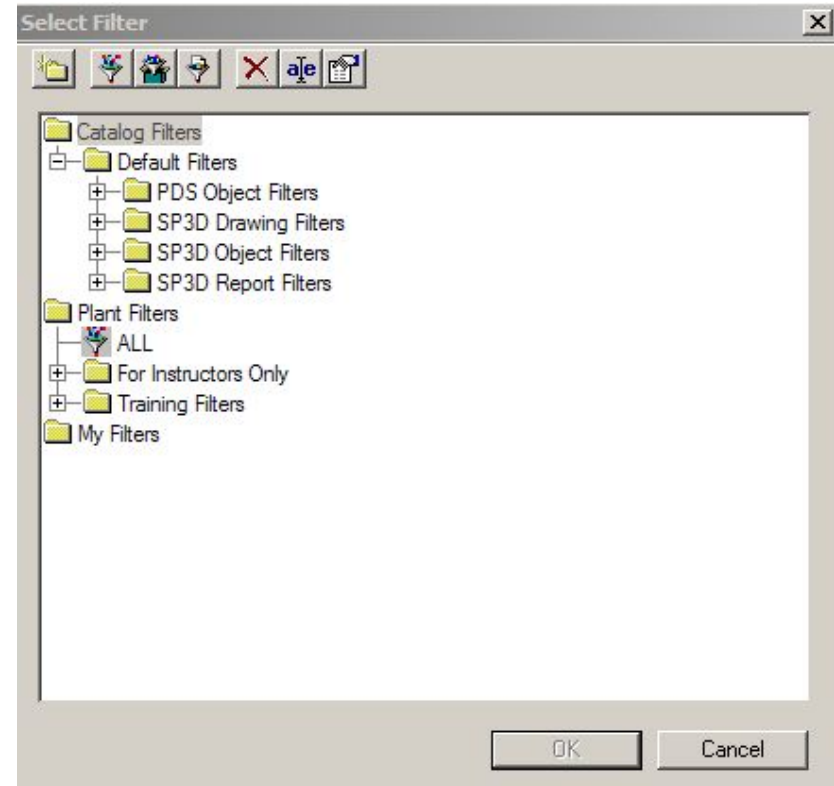 Select Filter
aIe
Catalog Filters
Default Filters
PDS Object Filters
SP3D Drawing Filters
SP3D Object Filters
SP3D Report Filters
Plant Filters
ALL
For Instructors Only
Training Filters
My Filters
OK Cancel